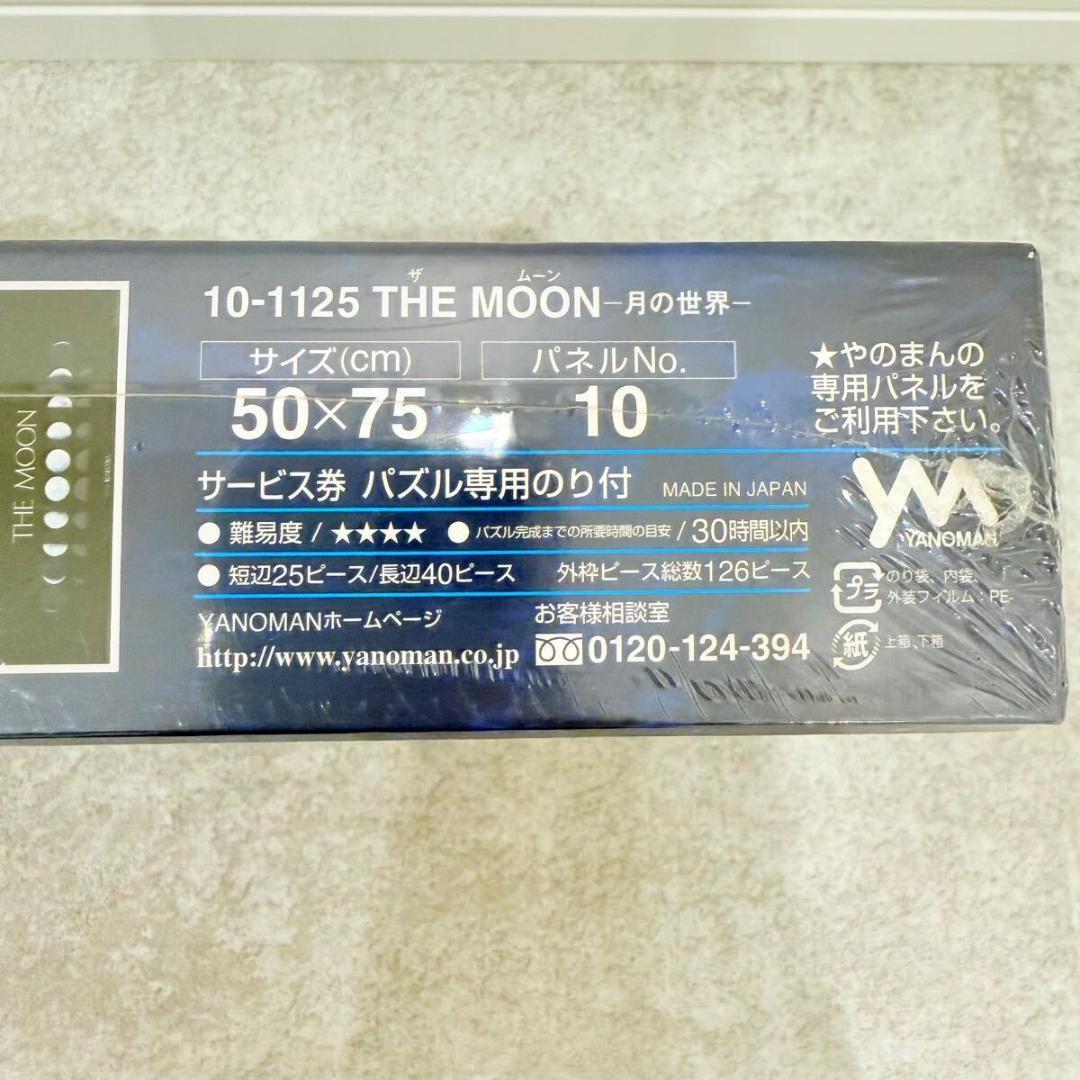 THE MOON
ザ ムーン
10-1125 THE MOON―月の世界―
サイズ(cm) パネルNo.
50×75 10
★やのまんの
専用パネルを
ご利用下さい。
サービス券 パズル専用のり付 MADE IN JAPAN
● 難易度 / ★★★★ ● パズル完成までの所要時間の目安 / 30時間以内
● 短辺25ピース/長辺40ピース 外枠ピース総数126ピース
YANOMANホームページ お客様相談室
http://www.yanoman.co.jp 0120-124-394
YANOMAN
プラ のり袋、内袋、
外装フィルム:PE-
紙 上箱、下箱